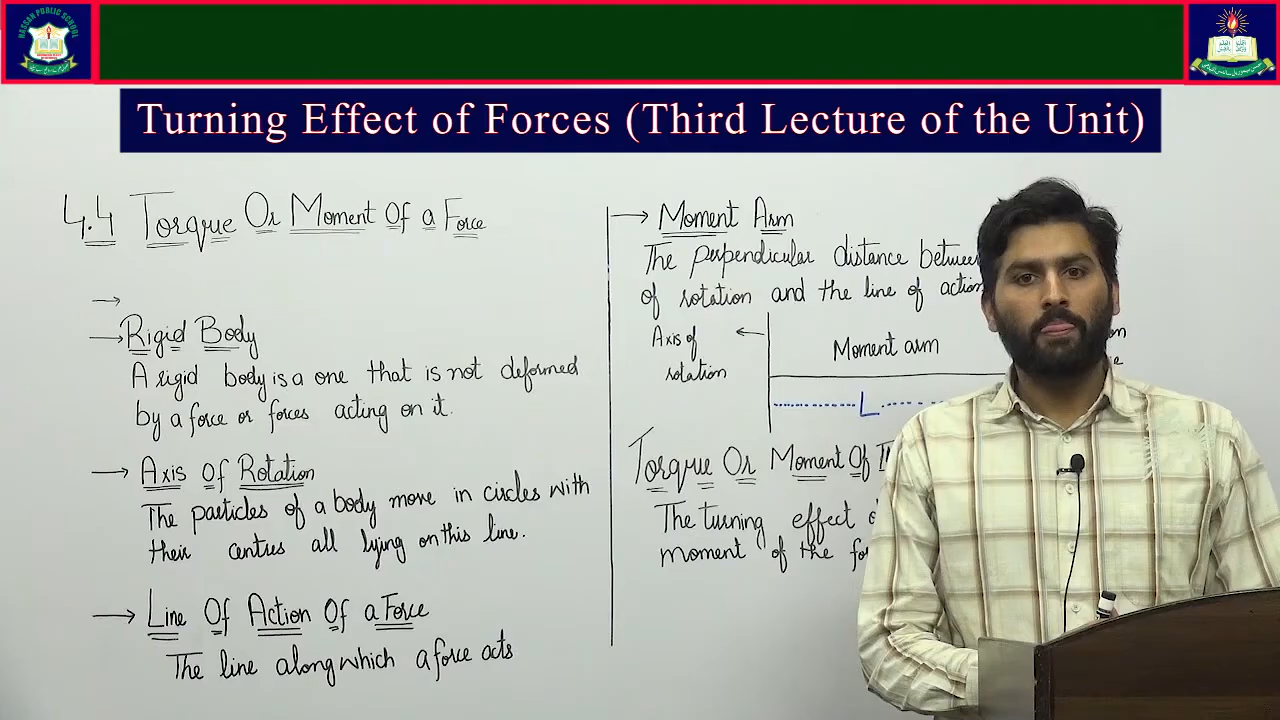 HASSAN PUBLIC SCHOOL
Turning Effect of Forces (Third Lecture of the Unit)
4.4 Torque Or Moment Of a Force
Rigid Body
A rigid body is a one that is not deformed
by a force or forces acting on it.
Axis Of Rotation
The particles of a body move in circles with
their centres all lying on this line.
Line Of Action Of a Force
The line along which a force acts
Moment Arm
The perpendicular distance between
of rotation and the line of action
Axis of
rotation
Moment arm
L
Torque Or Moment Of
The turning effect
moment of the